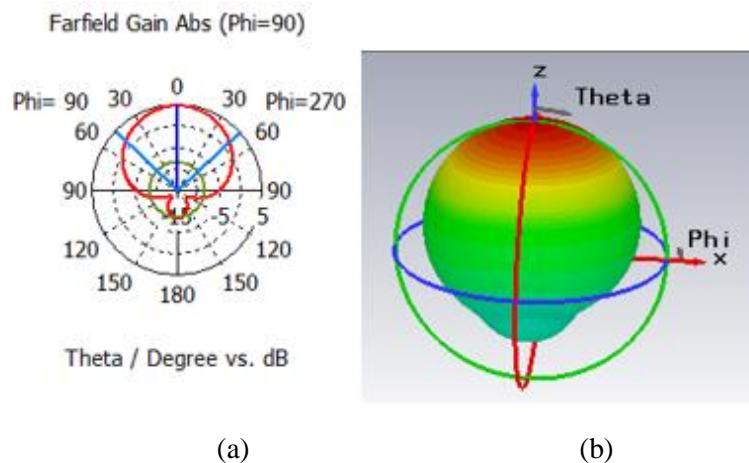 Farfield Gain Abs (Phi=90)
0
30 30
Phi= 90 Phi=270
60 60
90 -5 5 90
120 120
150 150
180
Theta / Degree vs. dB
z
Theta
Phi
x
(a) (b)